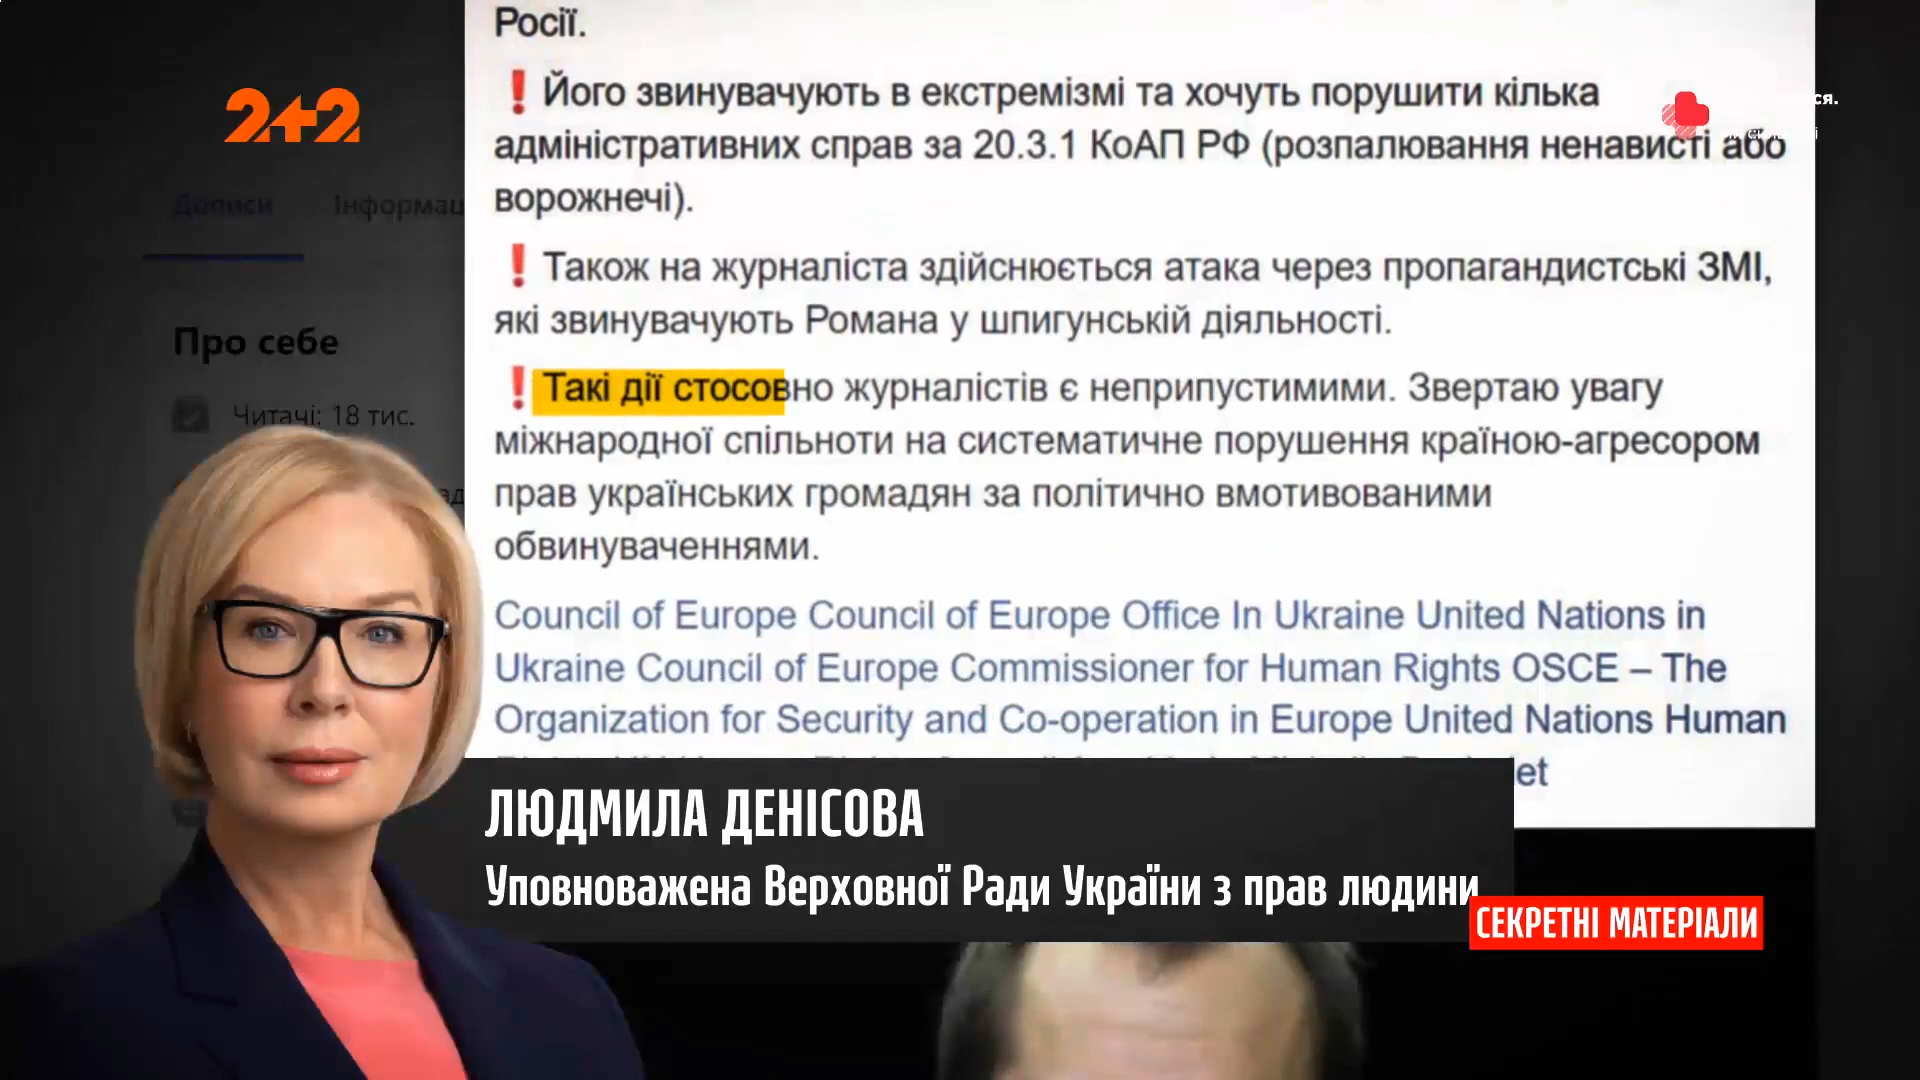 Росії.
❗ Його звинувачують в екстремізмі та хочуть порушити кілька
адміністративних справ за 20.3.1 КоАП РФ (розпалювання ненависті або
ворожнечі).
❗ Також на журналіста здійснюється атака через пропагандистські ЗМІ,
які звинувачують Романа у шпигунській діяльності.
❗ Такі дії стосовно журналістів є неприпустимими. Звертаю увагу
міжнародної спільноти на систематичне порушення країною-агресором
прав українських громадян за політично вмотивованими
обвинуваченнями.
Council of Europe Council of Europe Office In Ukraine United Nations in
Ukraine Council of Europe Commissioner for Human Rights OSCE – The
Organization for Security and Co-operation in Europe United Nations Human
2+2
Дописи
Про себе
Читачі: 18 тис.
ЛЮДМИЛА ДЕНІСОВА
Уповноважена Верховної Ради України з прав людини
СЕКРЕТНІ МАТЕРІАЛИ